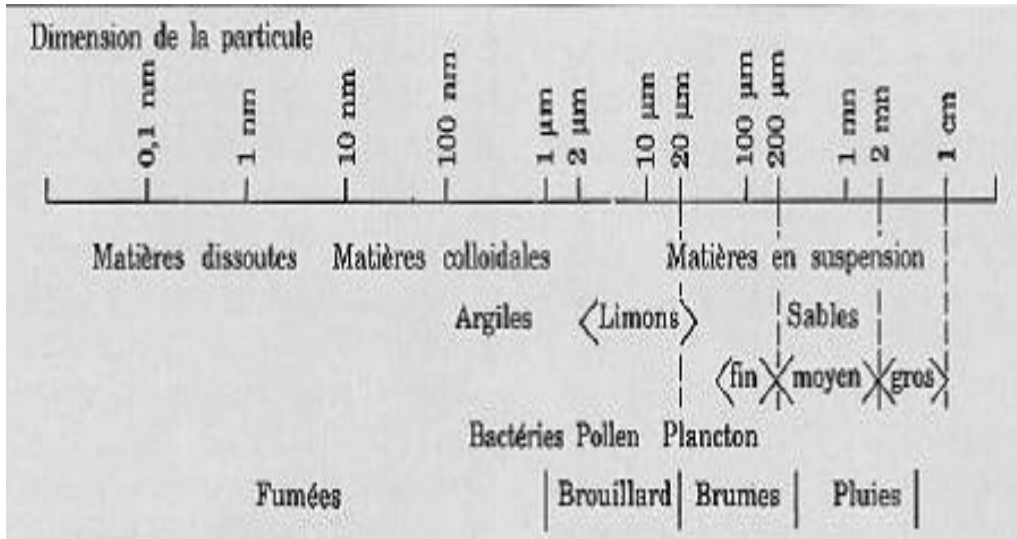 Dimension de la particule
0,1 nm 1 nm 10 nm 100 nm 1 µm 2 µm 10 µm 20 µm 100 µm 200 µm 1 mn 2 mn 1 cm
Matières dissoutes Matières colloidales Matières en suspension
Argiles Limons Sables
fin moyen gros
Bactéries Pollen Plancton
Fumées Brouillard Brumes Pluies